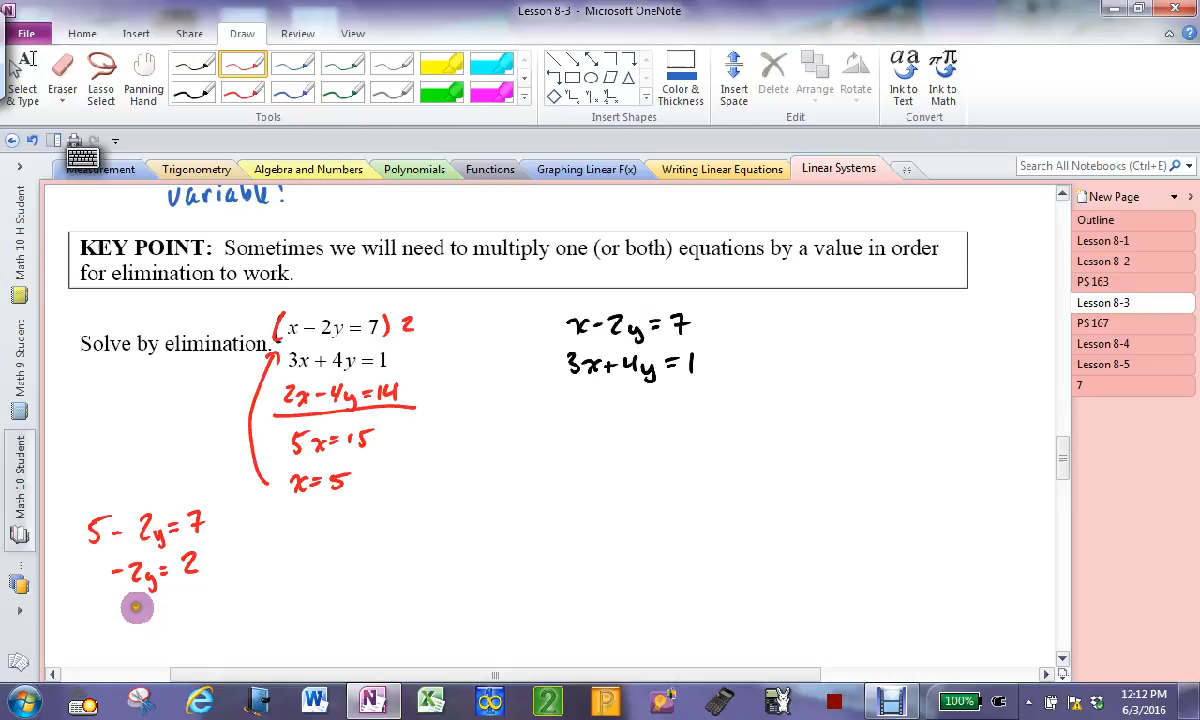 Lesson 8-3 - Microsoft OneNote
File Home Insert Share Draw Review View
Select & Type
Eraser
Lasso Select
Panning Hand
Color & Thickness
Insert Space
Delete
Arrange
Rotate
Ink to Text
Ink to Math
Tools Insert Shapes Edit Convert
Measurement Trigonometry Algebra and Numbers Polynomials Functions Graphing Linear F(x) Writing Linear Equations Linear Systems
Search All Notebooks (Ctrl+E)
New Page
Outline
Lesson 8-1
Lesson 8-2
PS 163
Lesson 8-3
PS 167
Lesson 8-4
Lesson 8-5
7
Math 10 H Student
Math 9 Student
Math 10 Student
variable!
KEY POINT: Sometimes we will need to multiply one (or both) equations by a value in order
for elimination to work.
Solve by elimination.
(x − 2y = 7) 2
3x + 4y = 1
2x - 4y = 14
5x = 15
x = 5
5 - 2y = 7
-2y = 2
x - 2y = 7
3x + 4y = 1
100%
12:12 PM
6/3/2016